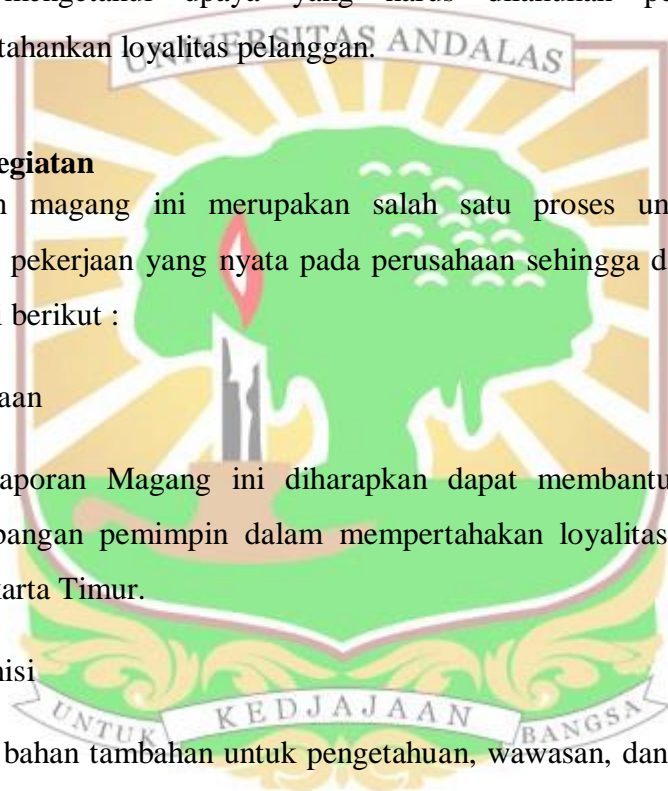 mengetahui upaya yang harus dilakukan
tahankan loyalitas pelanggan.
UNIVERSITAS ANDALAS
egiatan
magang ini merupakan salah satu proses un
pekerjaan yang nyata pada perusahaan sehingga d
i berikut :
aan
aporan Magang ini diharapkan dapat membantu
bangan pemimpin dalam mempertahakan loyalitas
karta Timur.
nisi
UNTUK KEDJAJAAN BANGSA
bahan tambahan untuk pengetahuan, wawasan, dan